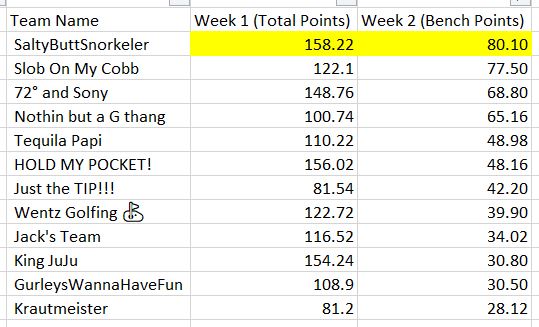 Team Name Week 1 (Total Points) Week 2 (Bench Points)
SaltyButtSnorkeler 158.22 80.10
Slob On My Cobb 122.1 77.50
72° and Sony 148.76 68.80
Nothin but a G thang 100.74 65.16
Tequila Papi 110.22 48.98
HOLD MY POCKET! 156.02 48.16
Just the TIP!!! 81.54 42.20
Wentz Golfing ⛳ 122.72 39.90
Jack's Team 116.52 34.02
King JuJu 154.24 30.80
GurleysWannaHaveFun 108.9 30.50
Krautmeister 81.2 28.12